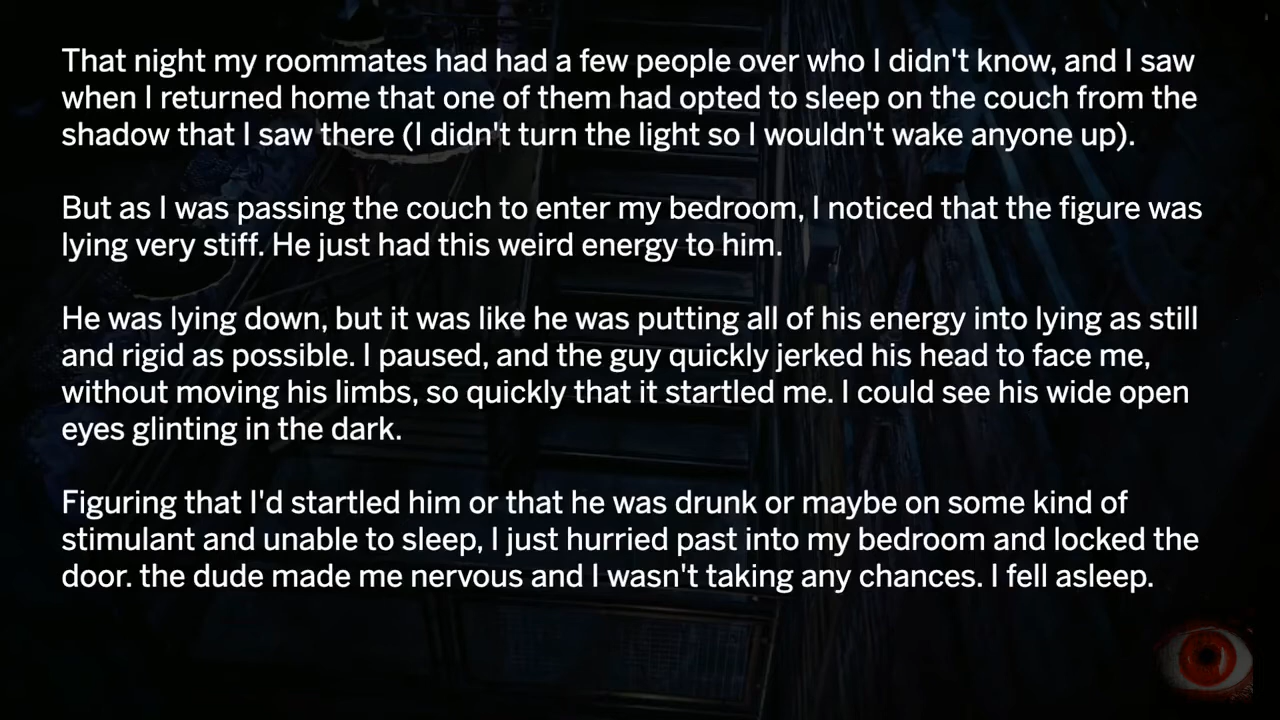 That night my roommates had had a few people over who I didn't know, and I saw
when I returned home that one of them had opted to sleep on the couch from the
shadow that I saw there (I didn't turn the light so I wouldn't wake anyone up).
But as I was passing the couch to enter my bedroom, I noticed that the figure was
lying very stiff. He just had this weird energy to him.
He was lying down, but it was like he was putting all of his energy into lying as still
and rigid as possible. I paused, and the guy quickly jerked his head to face me,
without moving his limbs, so quickly that it startled me. I could see his wide open
eyes glinting in the dark.
Figuring that I'd startled him or that he was drunk or maybe on some kind of
stimulant and unable to sleep, I just hurried past into my bedroom and locked the
door. the dude made me nervous and I wasn't taking any chances. I fell asleep.